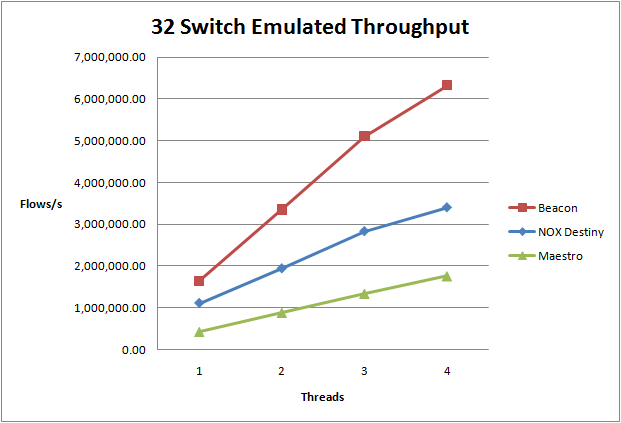 32 Switch Emulated Throughput
7,000,000.00
6,000,000.00
5,000,000.00
4,000,000.00
3,000,000.00
2,000,000.00
1,000,000.00
0.00
Flows/s
1 2 3 4
Threads
Beacon
NOX Destiny
Maestro